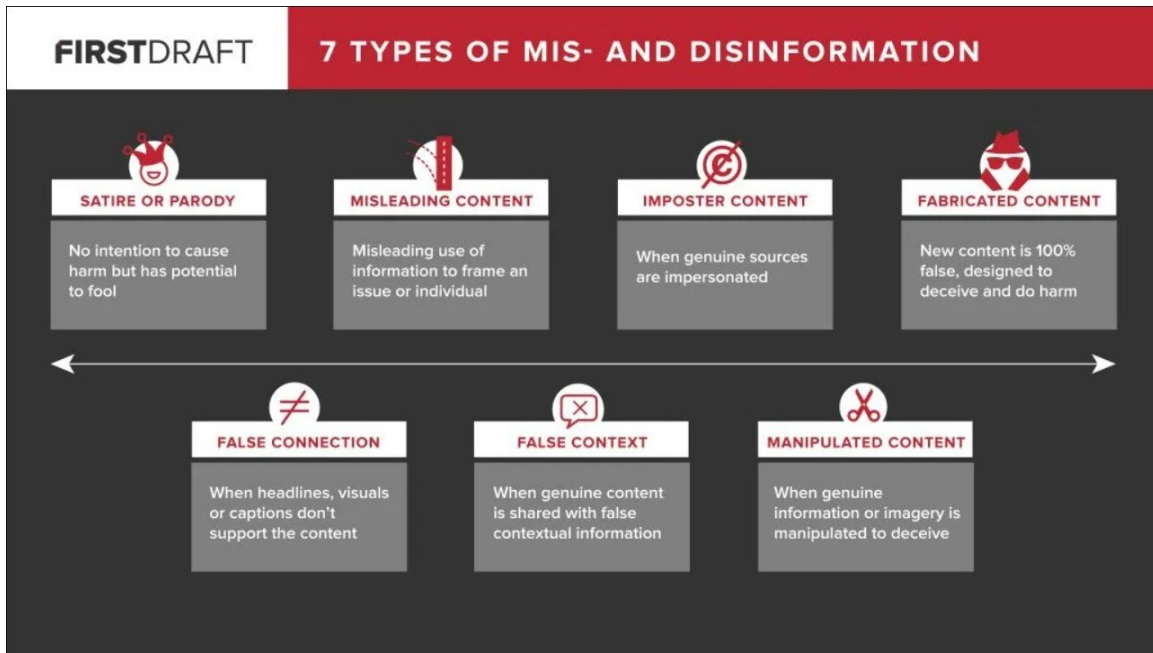 FIRSTDRAFT
7 TYPES OF MIS- AND DISINFORMATION
SATIRE OR PARODY
No intention to cause
harm but has potential
to fool
MISLEADING CONTENT
Misleading use of
information to frame an
issue or individual
IMPOSTER CONTENT
When genuine sources
are impersonated
FABRICATED CONTENT
New content is 100%
false, designed to
deceive and do harm
FALSE CONNECTION
When headlines, visuals
or captions don't
support the content
FALSE CONTEXT
When genuine content
is shared with false
contextual information
MANIPULATED CONTENT
When genuine
information or imagery is
manipulated to deceive